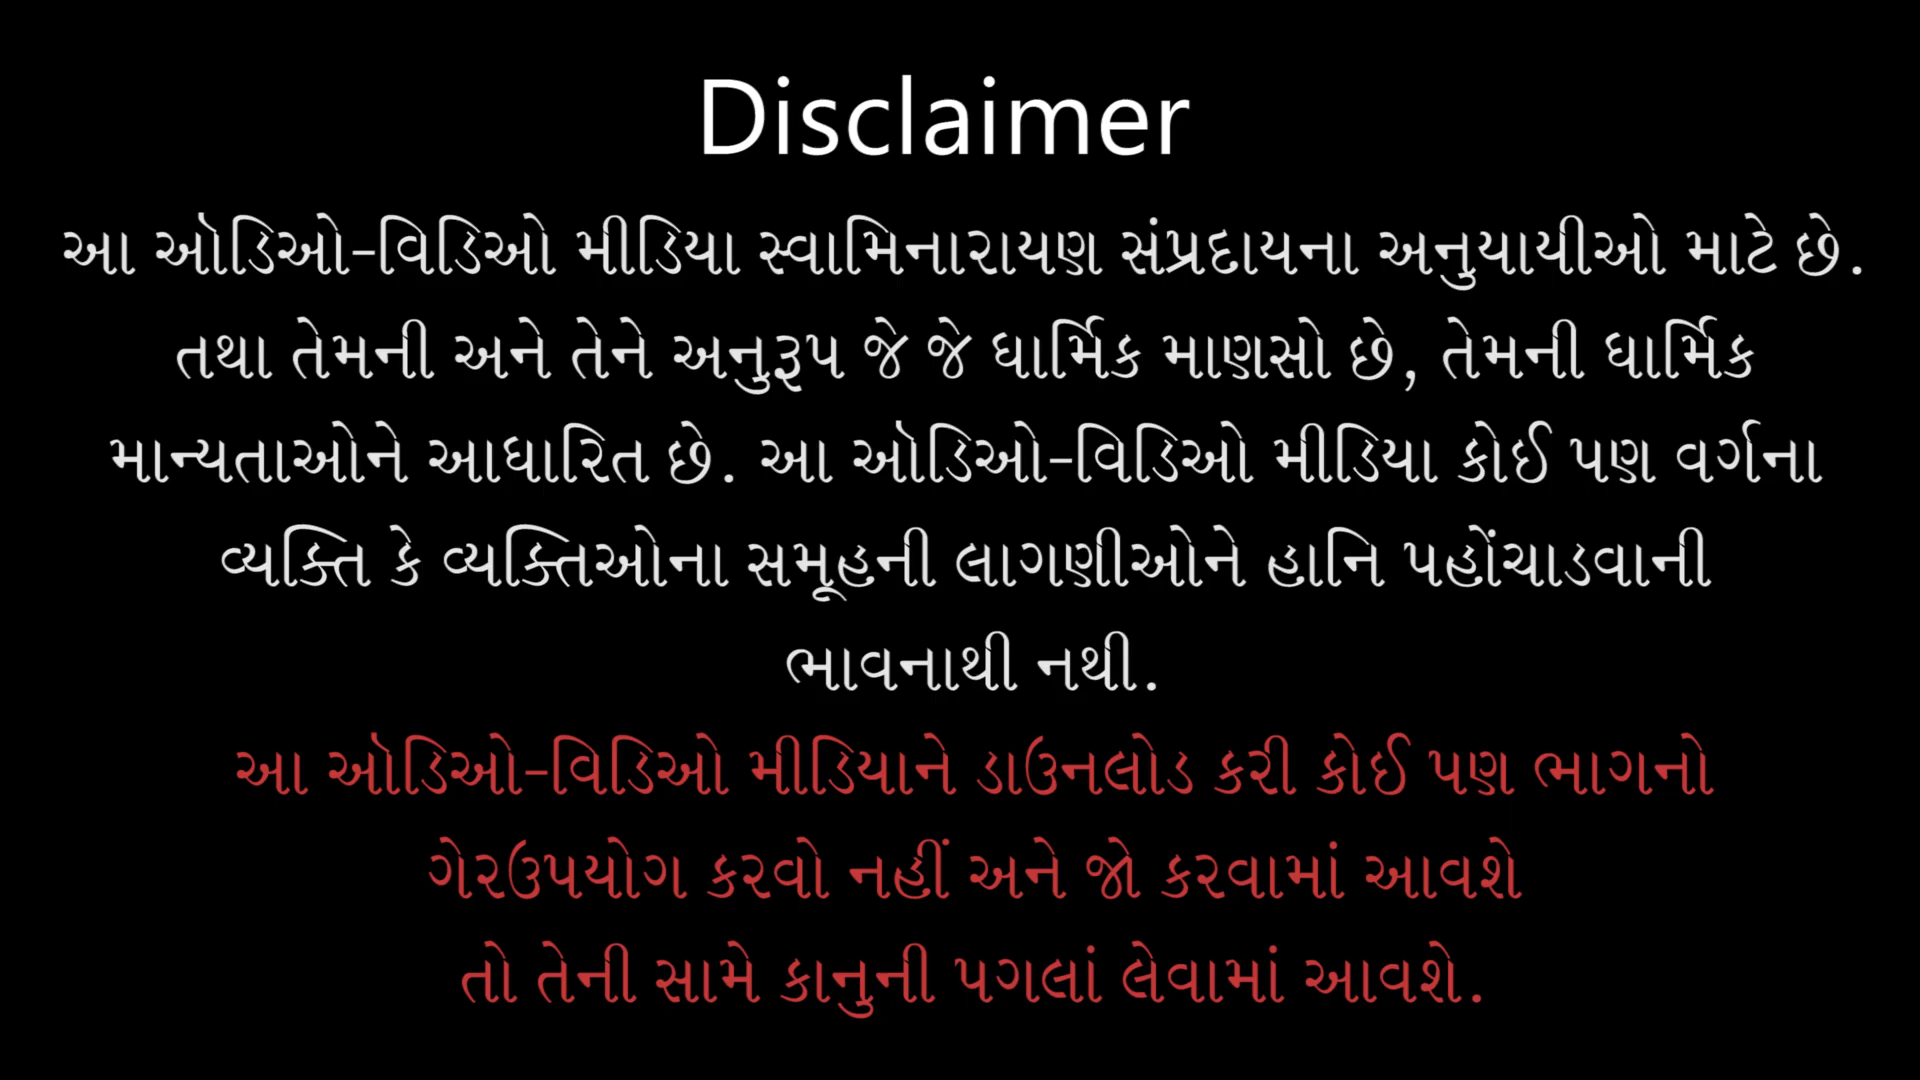 Disclaimer
આ ઑડિઓ-વિડિઓ મીડિયા સ્વામિનારાયણ સંપ્રદાયના અનુયાયીઓ માટે છે.
તથા તેમની અને તેને અનુરૂપ જે જે ધાર્મિક માણસો છે, તેમની ધાર્મિક
માન્યતાઓને આધારિત છે. આ ઑડિઓ-વિડિઓ મીડિયા કોઈ પણ વર્ગના
વ્યક્તિ કે વ્યક્તિઓના સમૂહની લાગણીઓને હાનિ પહોંચાડવાની
ભાવનાથી નથી.
આ ઑડિઓ-વિડિઓ મીડિયાને ડાઉનલોડ કરી કોઈ પણ ભાગનો
ગેરઉપયોગ કરવો નહીં અને જો કરવામાં આવશે
તો તેની સામે કાનુની પગલાં લેવામાં આવશે.